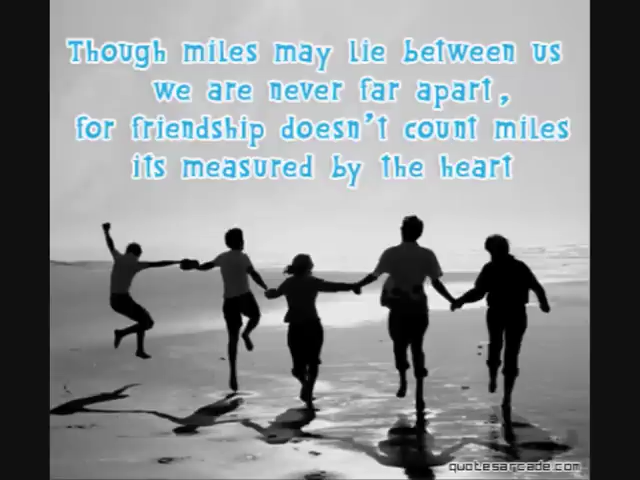 Though miles may lie between us
we are never far apart,
for friendship doesn't count miles
its measured by the heart
quotesarcade.com